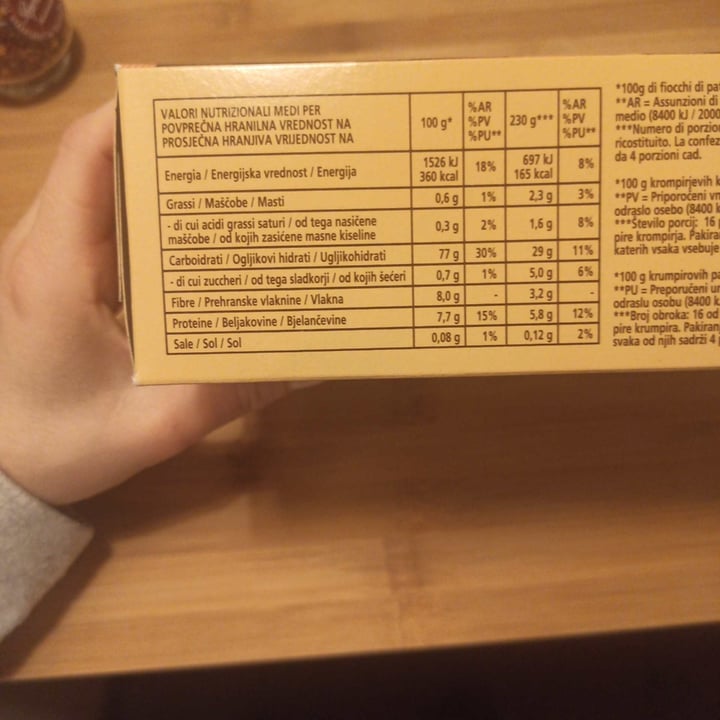 VALORI NUTRIZIONALI MEDI PER
POVPREČNA HRANILNA VREDNOST NA
PROSJEČNA HRANJIVA VRIJEDNOST NA
100 g* %AR %PV %PU** 230 g*** %AR %PV %PU**
Energia / Energijska vrednost / Energija 1526 kJ 360 kcal 18% 697 kJ 165 kcal 8%
Grassi / Maščobe / Masti 0,6 g 1% 2,3 g 3%
- di cui acidi grassi saturi / od tega nasičene
maščobe / od kojih zasićene masne kiseline 0,3 g 2% 1,6 g 8%
Carboidrati / Ogljikovi hidrati / Ugljikohidrati 77 g 30% 29 g 11%
- di cui zuccheri / od tega sladkorji / od kojih šećeri 0,7 g 1% 5,0 g 6%
Fibre / Prehranske vlaknine / Vlakna 8,0 g - 3,2 g -
Proteine / Beljakovine / Bjelančevine 7,7 g 15% 5,8 g 12%
Sale / Sol / Sol 0,08 g 1% 0,12 g 2%
*100g di fiocchi di
**AR = Assunzioni di
medio (8400 kJ / 2000
***Numero di
ricostituito. La
da 4 porzioni cad.
*100 g krompirjevih
**PV = Priporočeni
odraslo osebo (8400
***Število porcij: 16
pire krompirja.
katerih vsaka vsebuje
*100 g krumpirovih
**PU = Preporučeni
odraslu osobu (8400
***Broj obroka: 16 od
pire krumpira.
svaka od njih sadrži 4